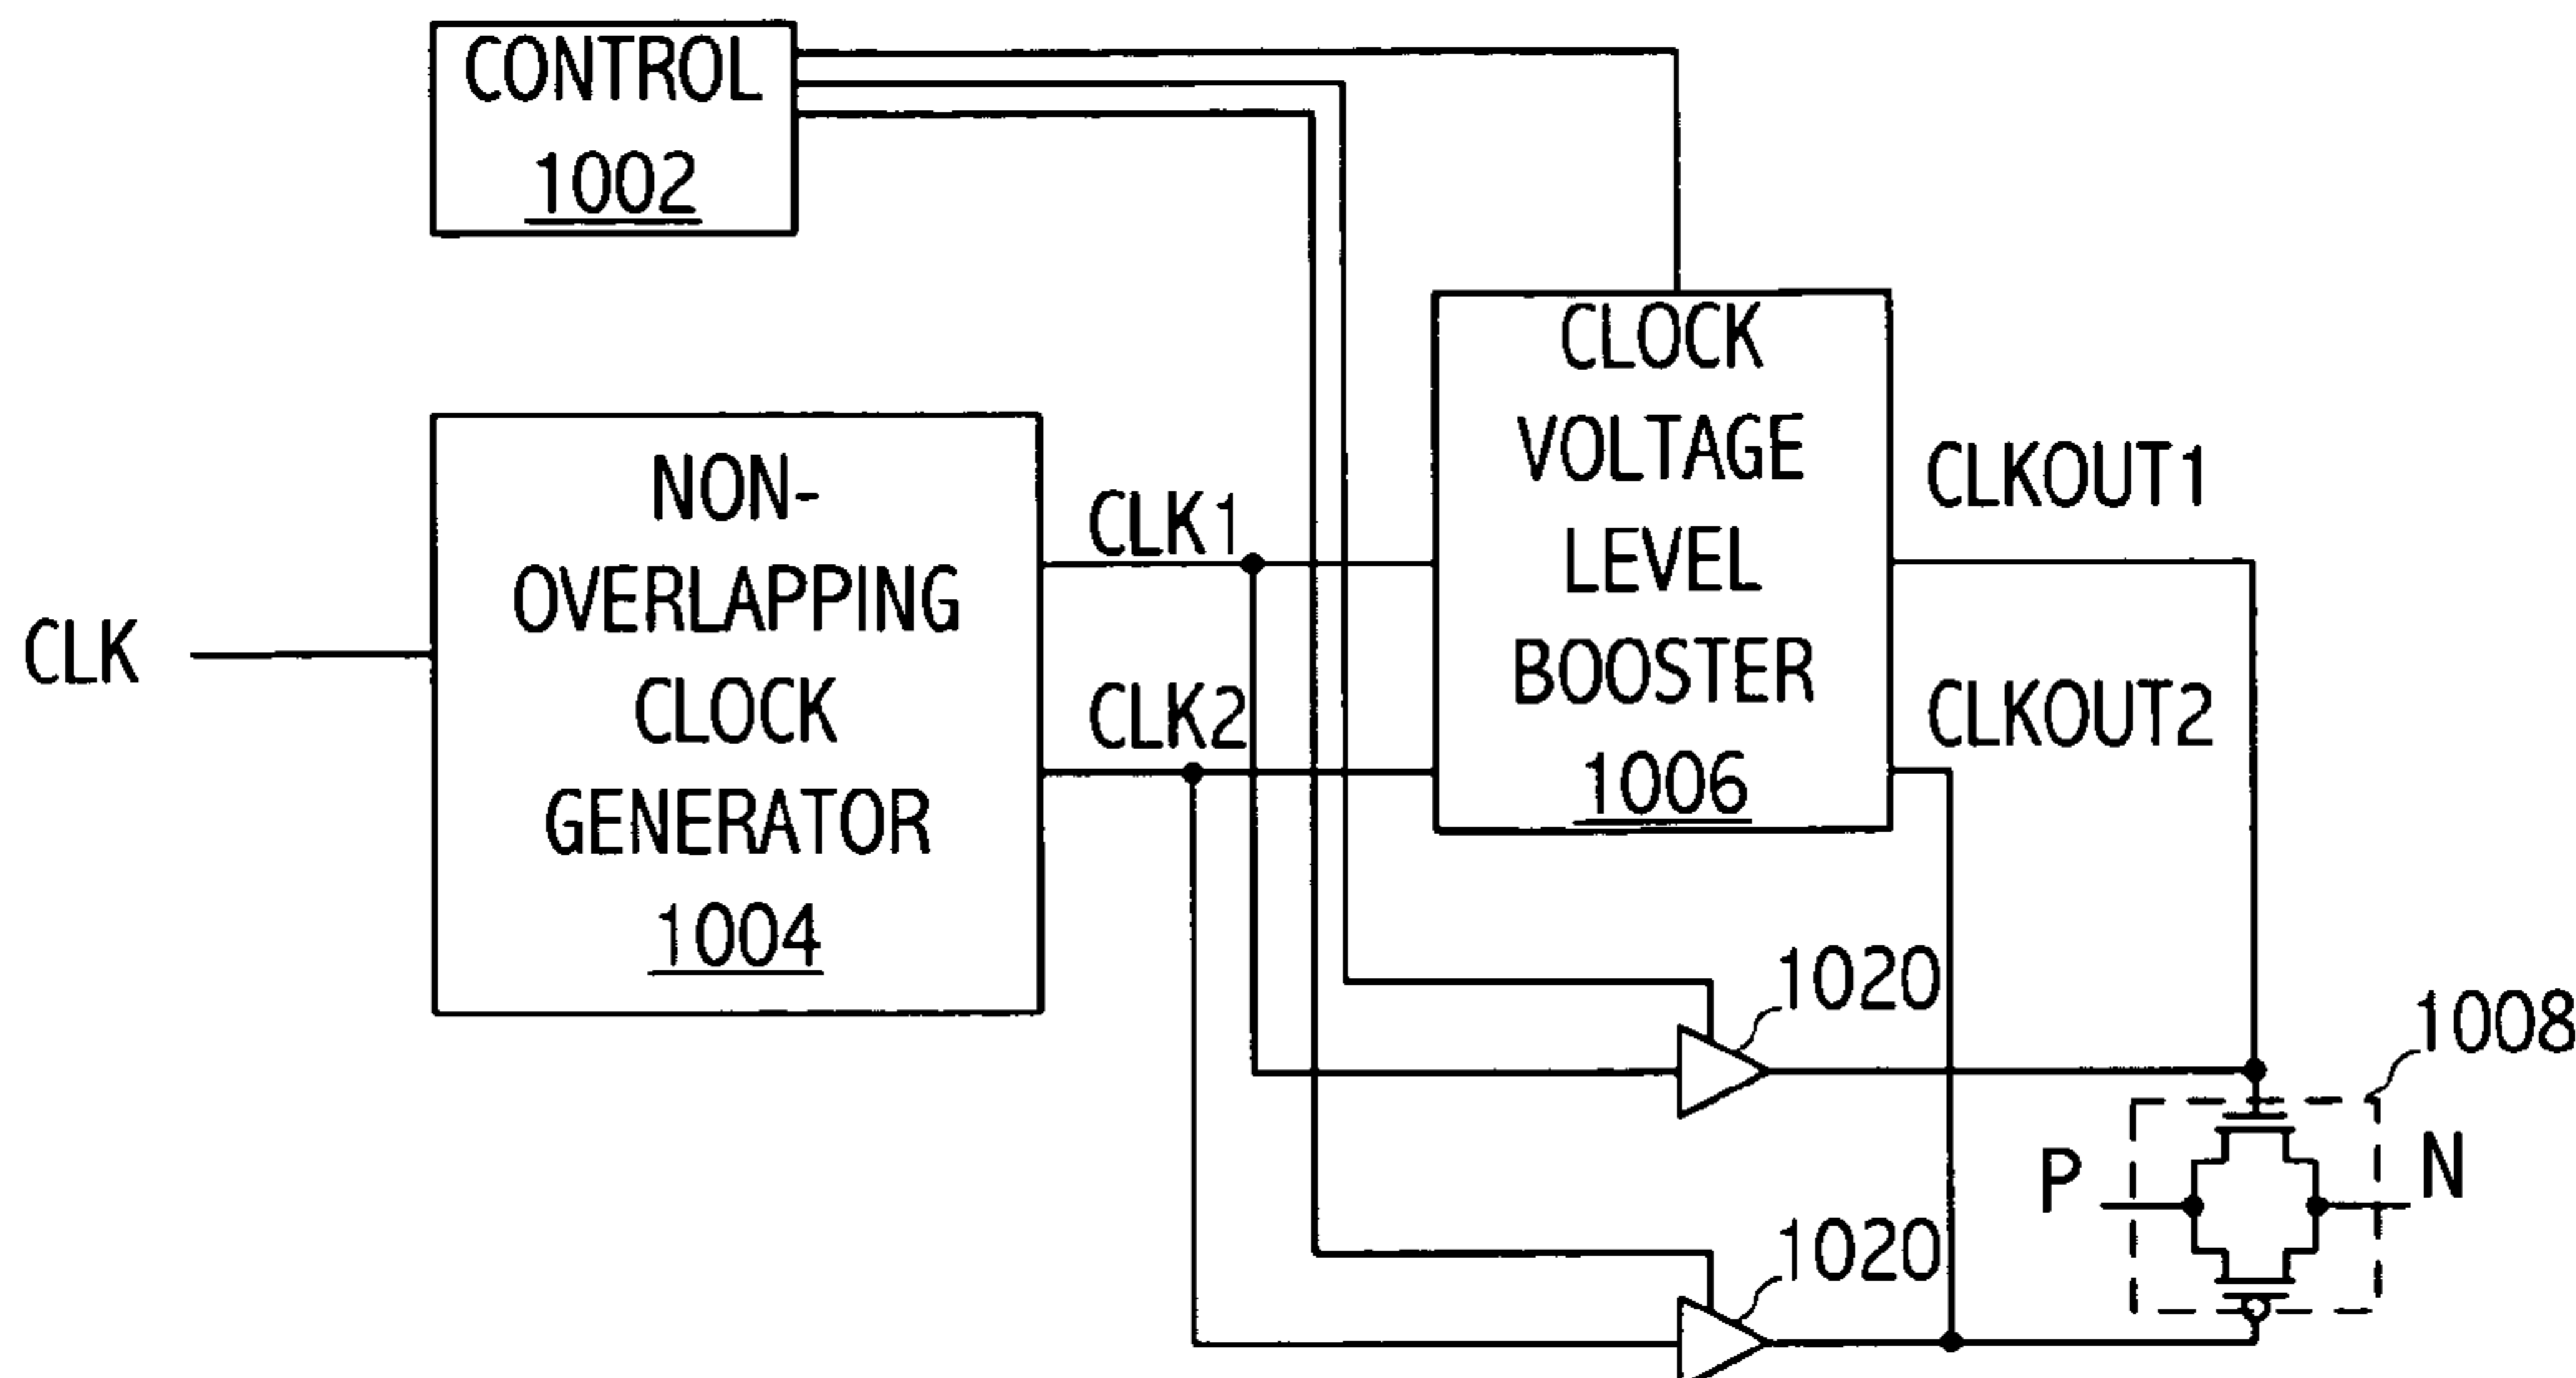 CONTROL
1002
CLK
NON-
OVERLAPPING
CLOCK
GENERATOR
1004
CLK1
CLK2
CLOCK
VOLTAGE
LEVEL
BOOSTER
1006
CLKOUT1
CLKOUT2
1020
1008
P
N
1020